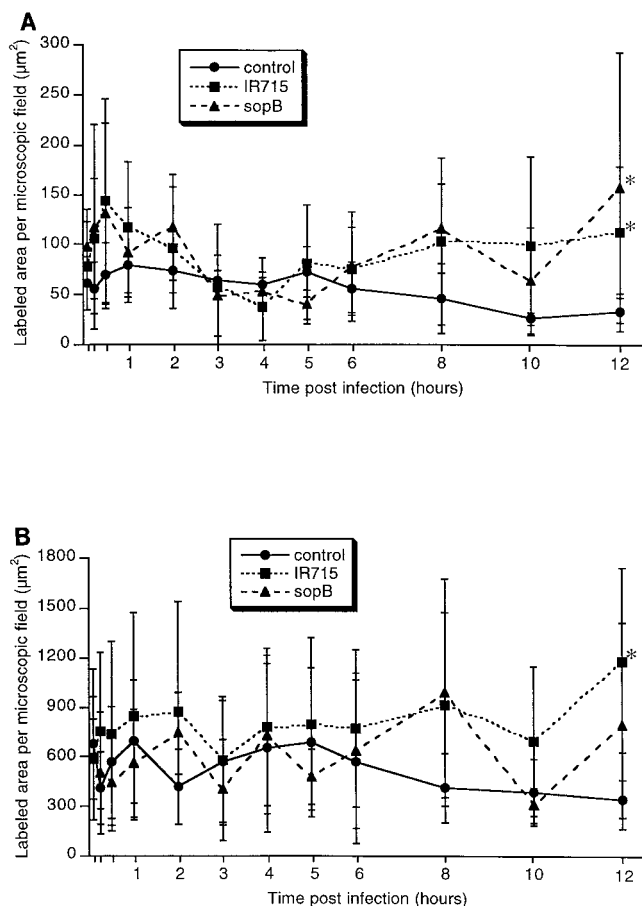 A
Labeled area per microscopic field (µm²)
300
250
200
150
100
50
0
control
IR715
sopB
*
*
1 2 3 4 5 6 8 10 12
Time post infection (hours)
B
Labeled area per microscopic field (µm²)
1800
1500
1200
900
600
300
0
control
IR715
sopB
*
1 2 3 4 5 6 8 10 12
Time post infection (hours)